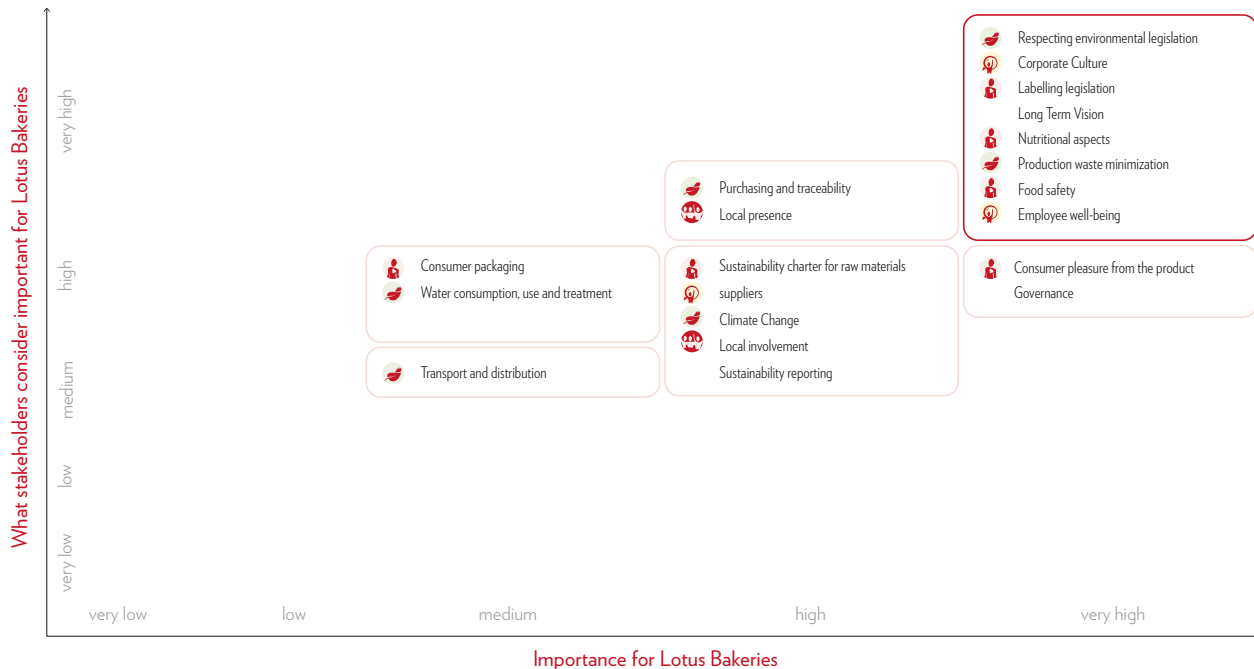 What stakeholders consider important for Lotus Bakeries
very high
high
medium
low
very low
Respecting environmental legislation
Corporate Culture
Labelling legislation
Long Term Vision
Nutritional aspects
Production waste minimization
Food safety
Employee well-being
Purchasing and traceability
Local presence
Consumer packaging
Water consumption, use and treatment
Sustainability charter for raw materials
suppliers
Climate Change
Local involvement
Sustainability reporting
Consumer pleasure from the product
Governance
Transport and distribution
very low
low
medium
high
very high
Importance for Lotus Bakeries